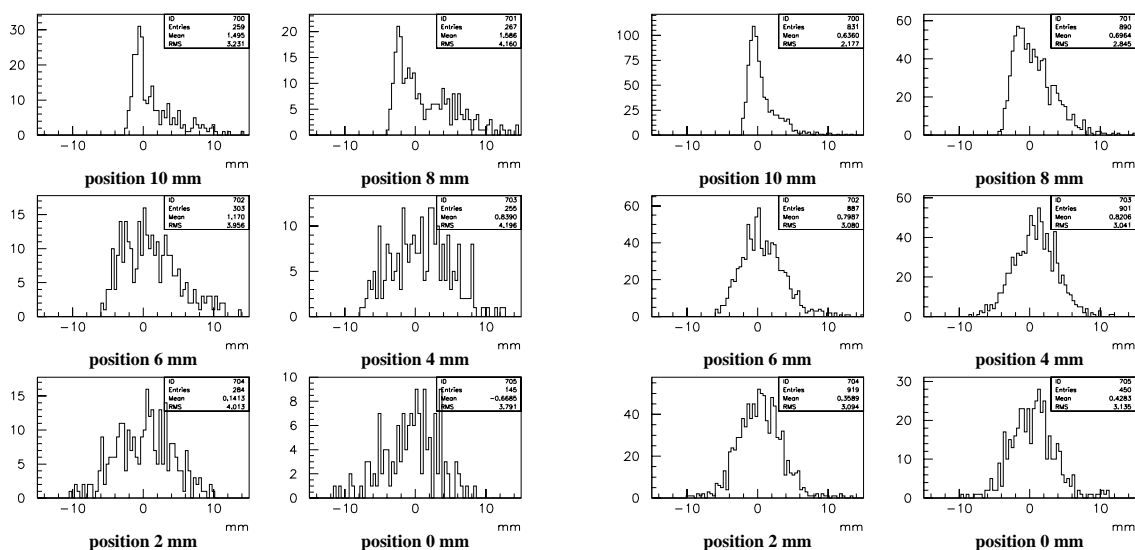 ID 700
Entries 259
Mean 1.495
RMS 3.231
30
20
10
0
-10 0 10
mm
position 10 mm
ID 701
Entries 267
Mean 1.586
RMS 4.160
20
15
10
5
0
-10 0 10
mm
position 8 mm
ID 700
Entries 831
Mean 0.6360
RMS 2.177
100
75
50
25
0
-10 0 10
mm
position 10 mm
ID 701
Entries 890
Mean 0.6964
RMS 2.845
60
40
20
0
-10 0 10
mm
position 8 mm
ID 702
Entries 303
Mean 1.170
RMS 3.956
15
10
5
0
-10 0 10
mm
position 6 mm
ID 703
Entries 256
Mean 0.8390
RMS 4.196
10
5
0
-10 0 10
mm
position 4 mm
ID 702
Entries 887
Mean 0.7987
RMS 3.080
60
40
20
0
-10 0 10
mm
position 6 mm
ID 703
Entries 901
Mean 0.8206
RMS 3.041
60
40
20
0
-10 0 10
mm
position 4 mm
ID 704
Entries 284
Mean 0.1413
RMS 4.013
15
10
5
0
-10 0 10
mm
position 2 mm
ID 705
Entries 145
Mean -0.6685
RMS 3.791
10
8
6
4
2
0
-10 0 10
mm
position 0 mm
ID 704
Entries 919
Mean 0.3589
RMS 3.094
40
20
0
-10 0 10
mm
position 2 mm
ID 705
Entries 450
Mean 0.4283
RMS 3.135
30
20
10
0
-10 0 10
mm
position 0 mm